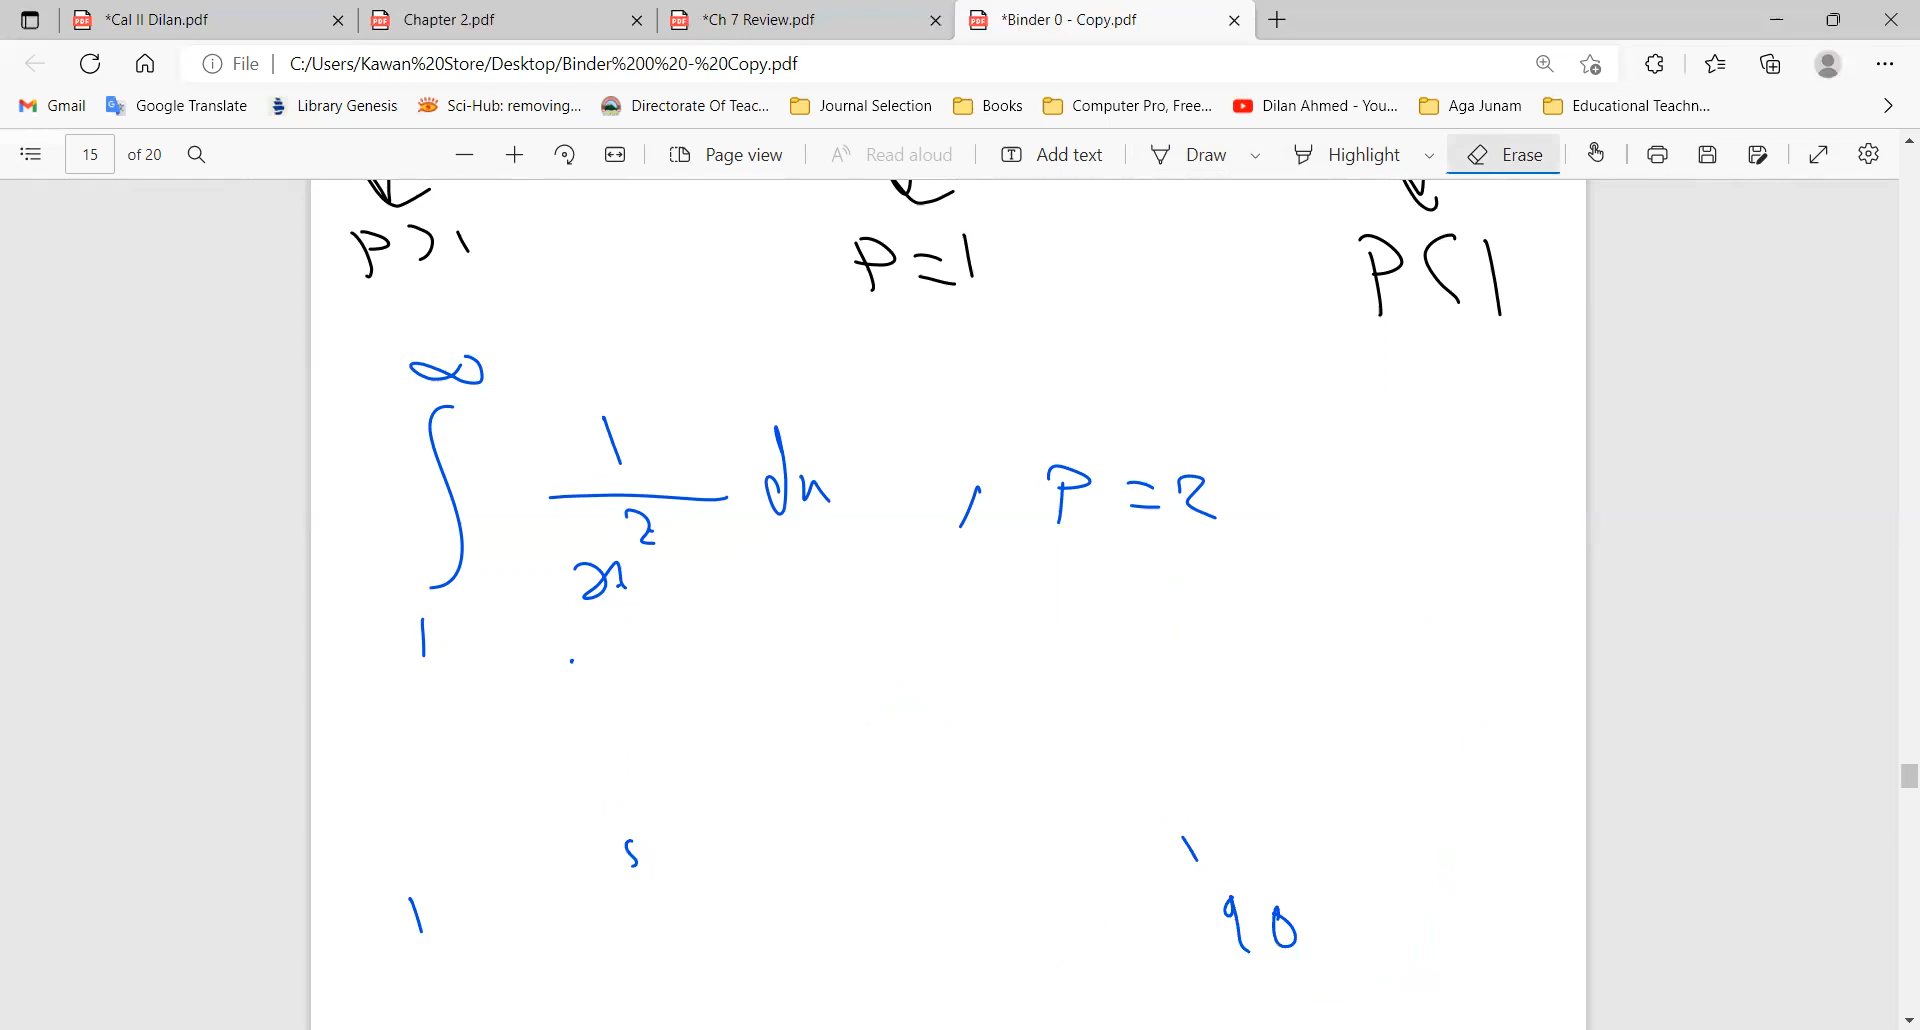 *Cal II Dilan.pdf Chapter 2.pdf *Ch 7 Review.pdf *Binder 0 - Copy.pdf
File C:/Users/Kawan%20Store/Desktop/Binder%200%20-%20Copy.pdf
Gmail Google Translate Library Genesis Sci-Hub: removing... Directorate Of Teac... Journal Selection Books Computer Pro, Free... Dilan Ahmed - You... Aga Junam Educational Teachn...
15 of 20 Page view Read aloud Add text Draw Highlight Erase
P > 1 P = 1 P < 1
∫₁^∞ 1/x² dx , P = 2
s 1
1 90